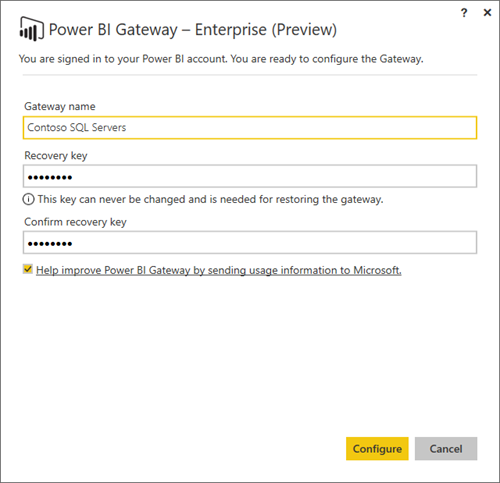 ? ×
Power BI Gateway – Enterprise (Preview)
You are signed in to your Power BI account. You are ready to configure the Gateway.
Gateway name
Contoso SQL Servers
Recovery key
●●●●●●●●
This key can never be changed and is needed for restoring the gateway.
Confirm recovery key
●●●●●●●●
Help improve Power BI Gateway by sending usage information to Microsoft.
Configure Cancel